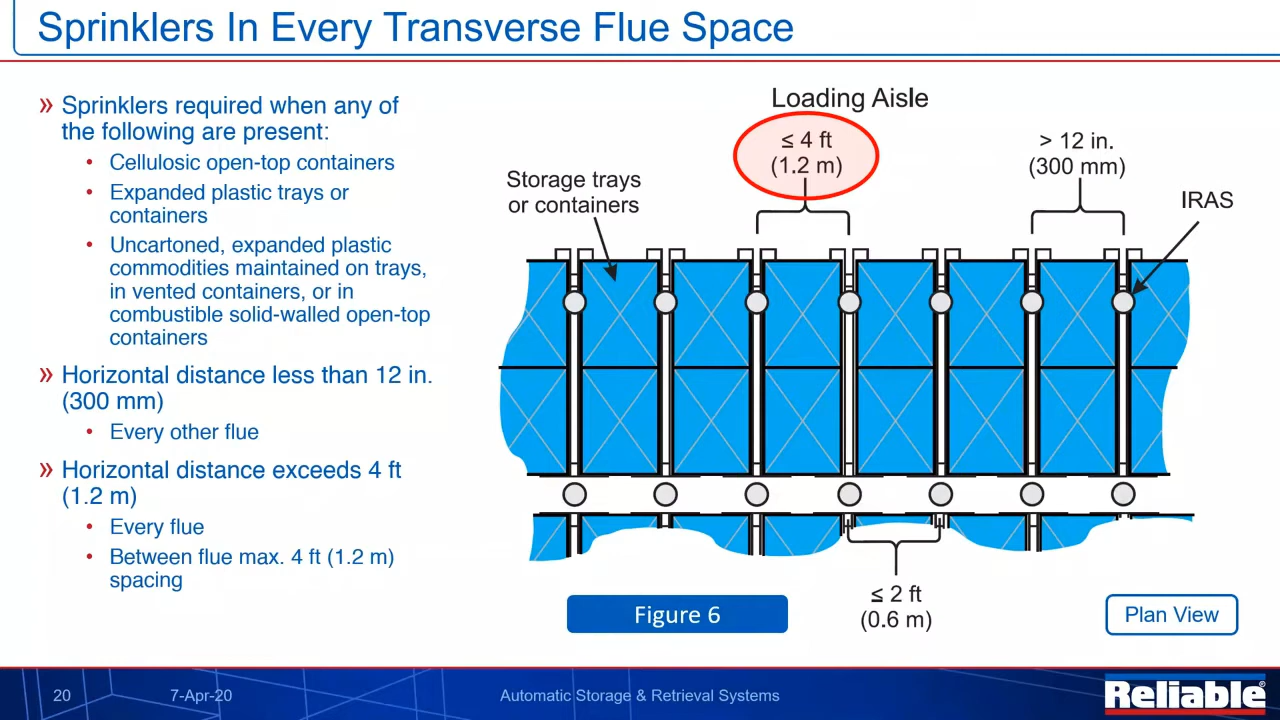 Sprinklers In Every Transverse Flue Space
» Sprinklers required when any of
the following are present:
• Cellulosic open-top containers
• Expanded plastic trays or
containers
• Uncartoned, expanded plastic
commodities maintained on trays,
in vented containers, or in
combustible solid-walled open-top
containers
» Horizontal distance less than 12 in.
(300 mm)
• Every other flue
» Horizontal distance exceeds 4 ft
(1.2 m)
• Every flue
• Between flue max. 4 ft (1.2 m)
spacing
Loading Aisle
≤ 4 ft
(1.2 m)
> 12 in.
(300 mm)
Storage trays
or containers
IRAS
≤ 2 ft
(0.6 m)
Figure 6
Plan View
20
7-Apr-20
Automatic Storage & Retrieval Systems
Reliable®